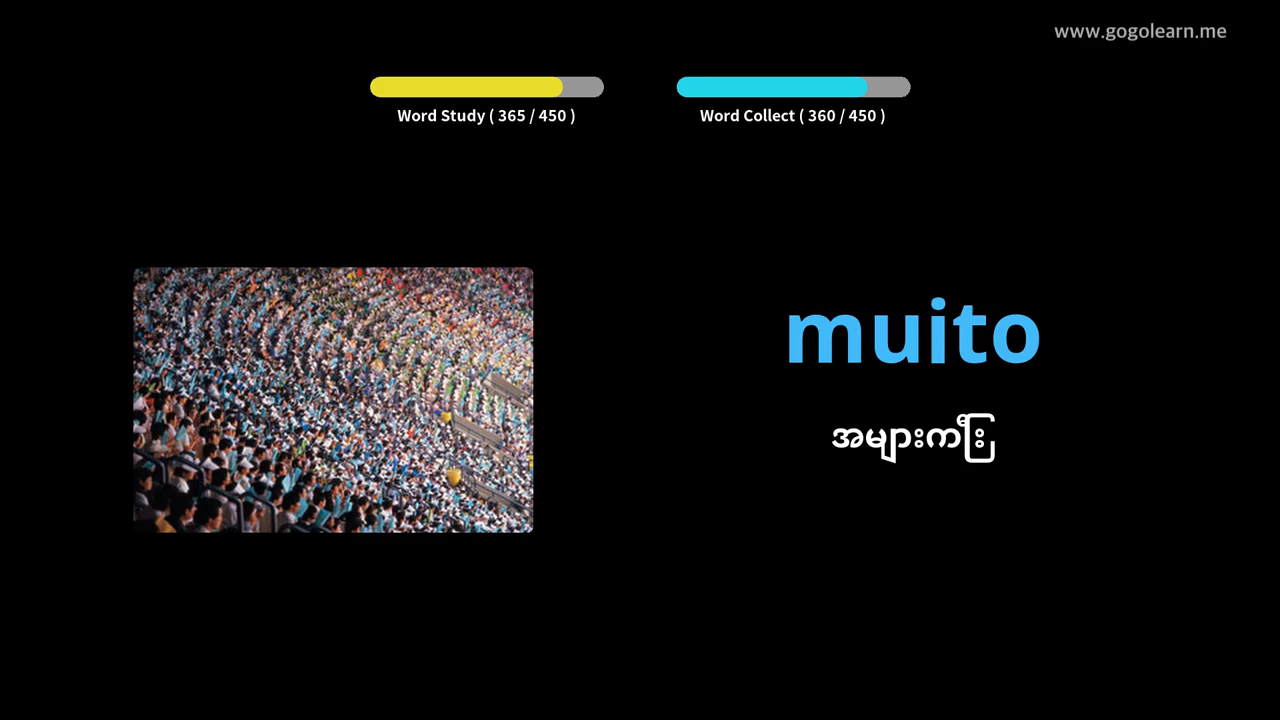 www.gogolearn.me
Word Study ( 365 / 450 )
Word Collect ( 360 / 450 )
muito
အများကြီး